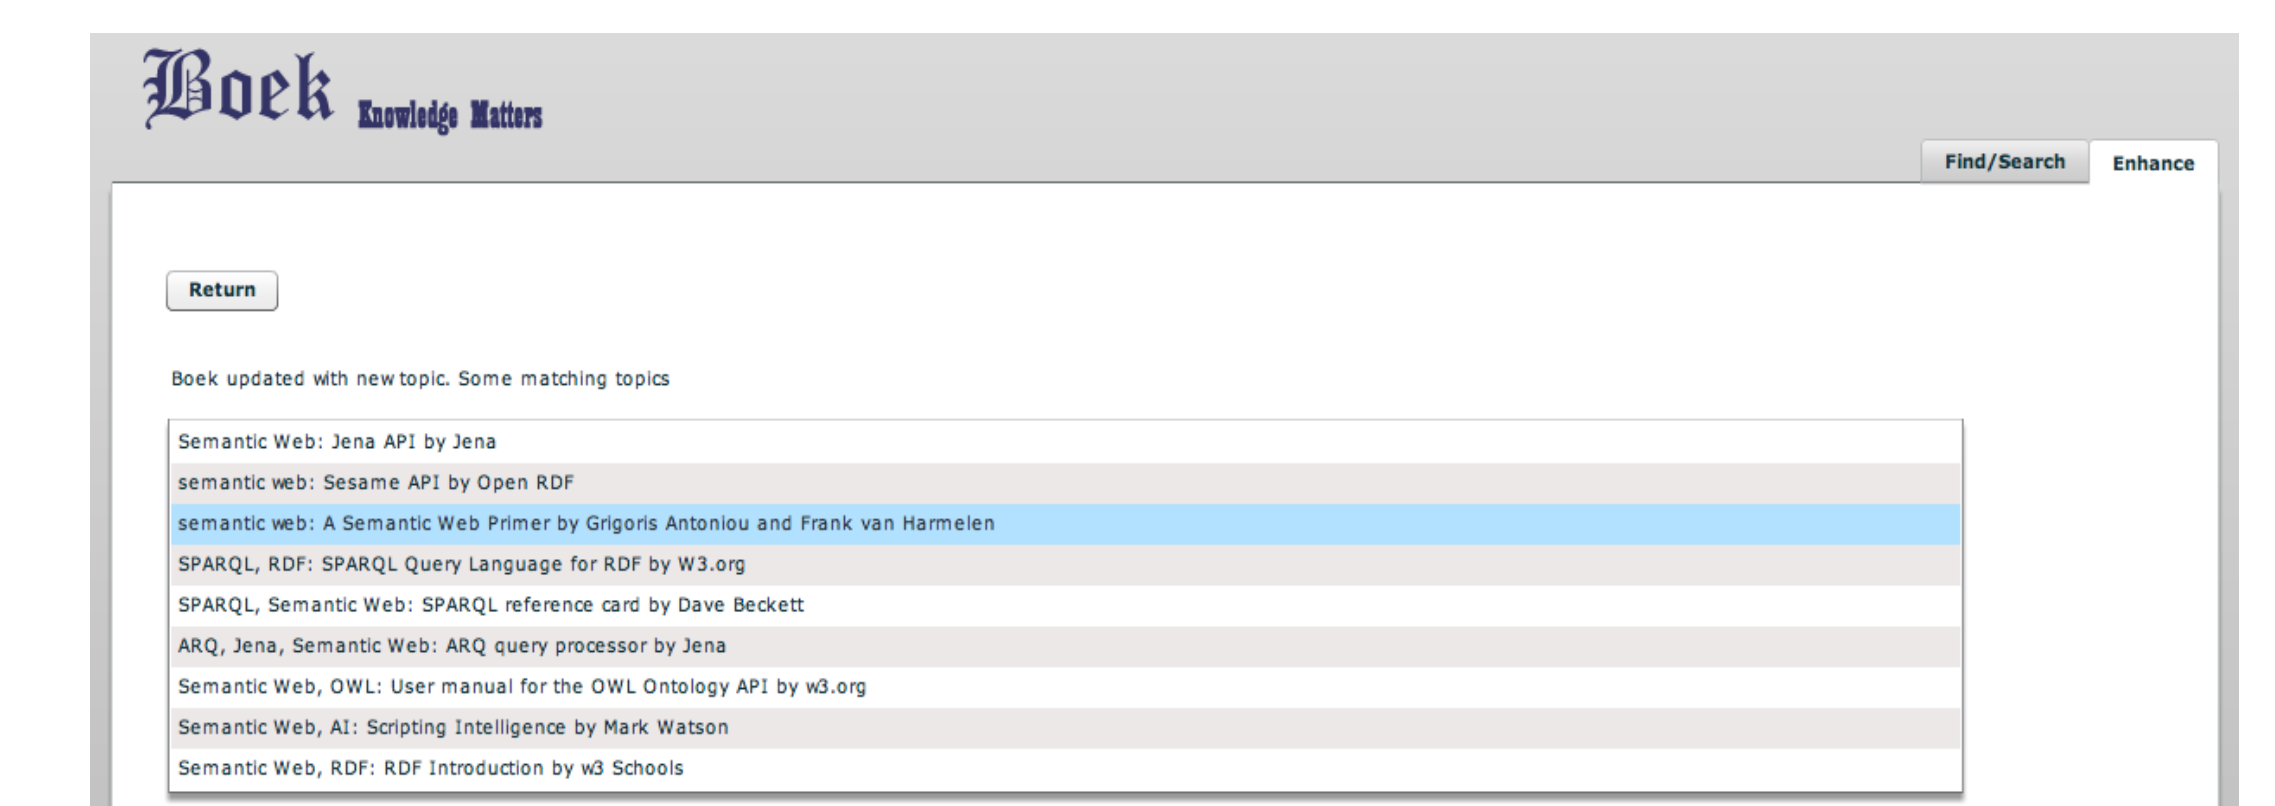 Boek Knowledge Matters
Find/Search Enhance
Return
Boek updated with new topic. Some matching topics
Semantic Web: Jena API by Jena
semantic web: Sesame API by Open RDF
semantic web: A Semantic Web Primer by Grigoris Antoniou and Frank van Harmelen
SPARQL, RDF: SPARQL Query Language for RDF by W3.org
SPARQL, Semantic Web: SPARQL reference card by Dave Beckett
ARQ, Jena, Semantic Web: ARQ query processor by Jena
Semantic Web, OWL: User manual for the OWL Ontology API by w3.org
Semantic Web, AI: Scripting Intelligence by Mark Watson
Semantic Web, RDF: RDF Introduction by w3 Schools